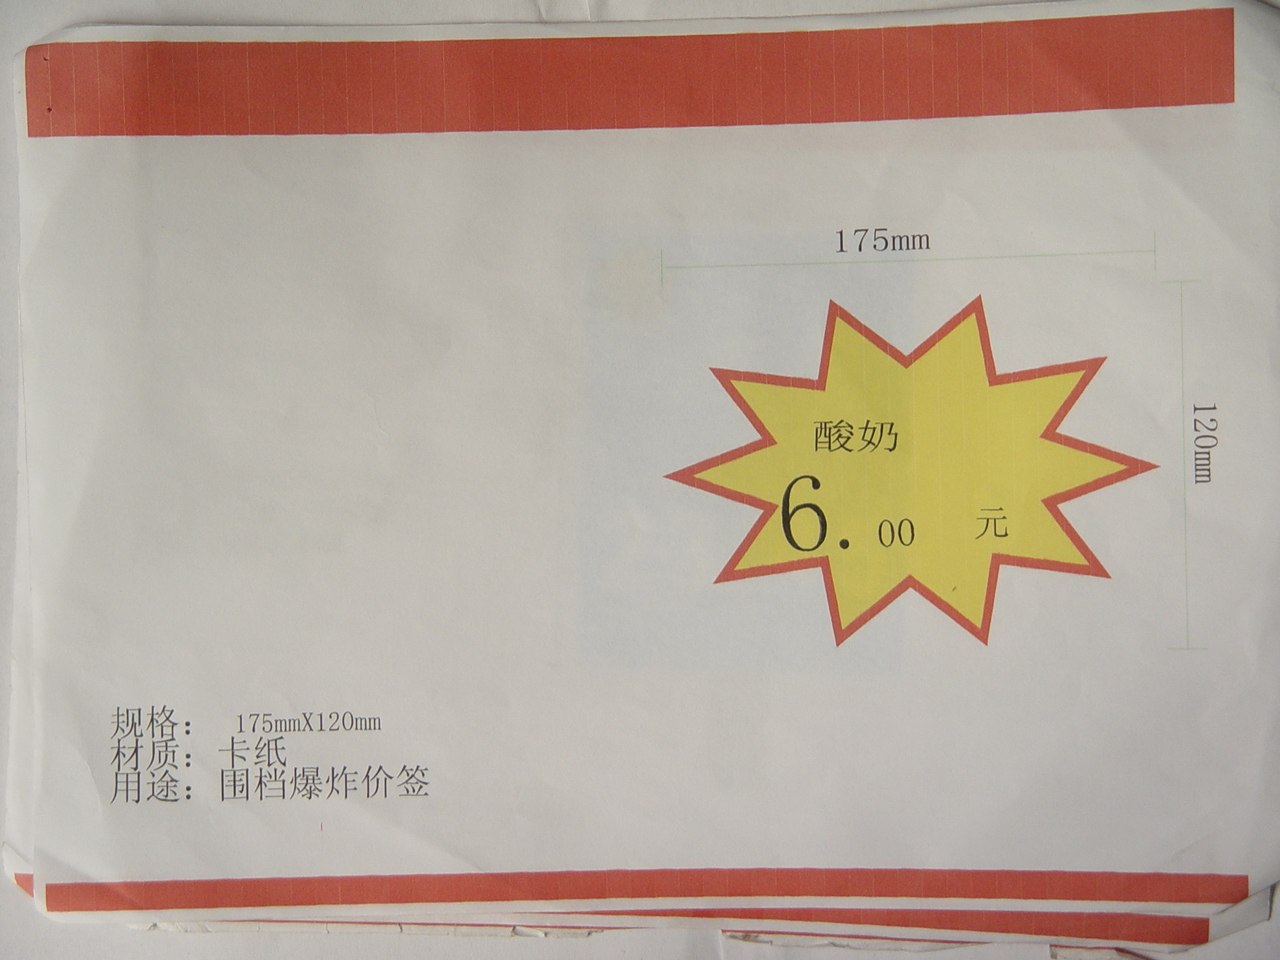 175mm
120mm
酸奶
6.00 元
规格： 175mmX120mm
材质：卡纸
用途：围档爆炸价签